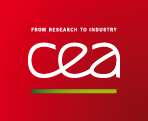 FROM RESEARCH TO INDUSTRY
cea